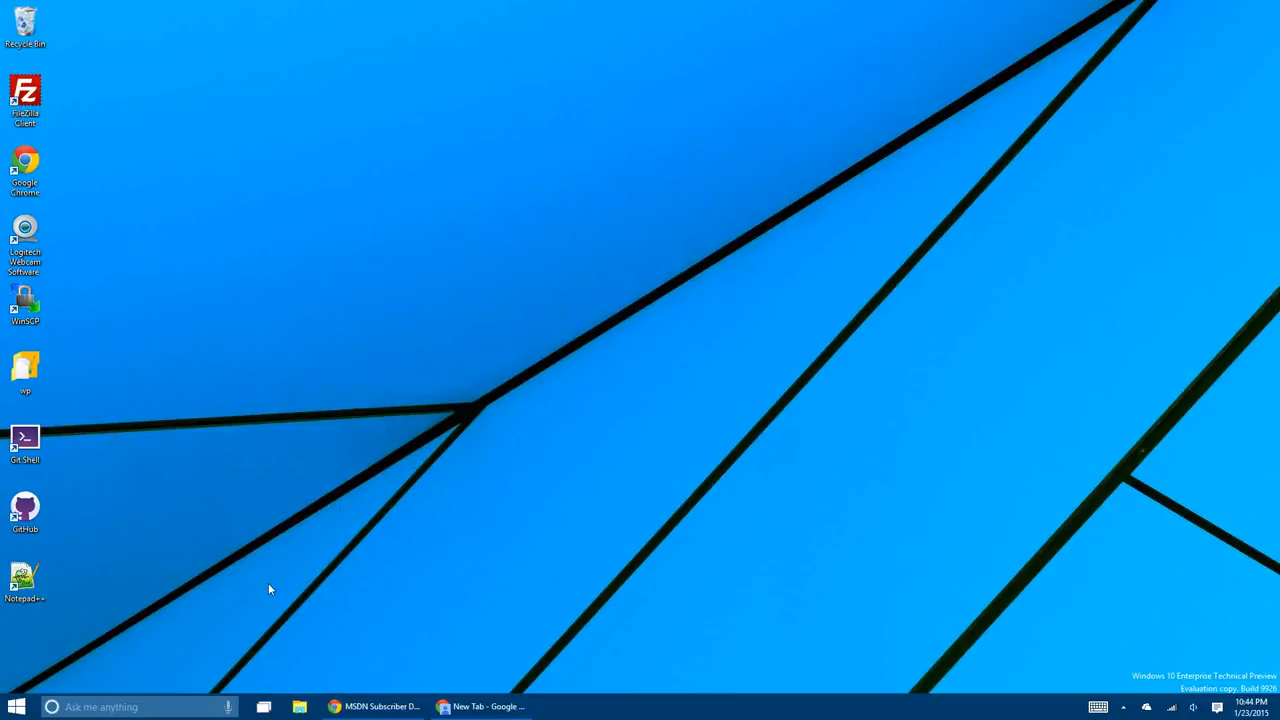 Recycle Bin
FileZilla
Client
Google
Chrome
Logitech
Webcam
Software
WinSCP
wp
Git Shell
GitHub
Notepad++
Windows 10 Enterprise Technical Preview
Evaluation copy. Build 9926
Ask me anything
MSDN Subscriber D...
New Tab - Google ...
10:44 PM
1/23/2015